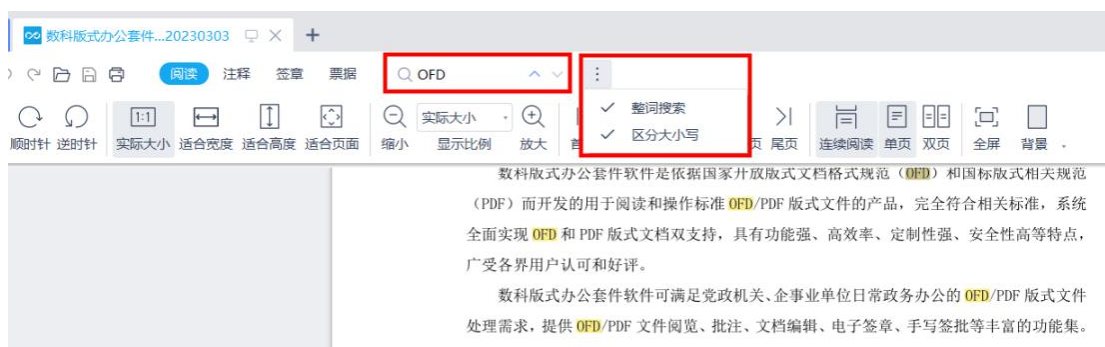 数科版式办公套件...20230303
阅读 注释 签章 票据 OFD
整词搜索
区分大小写
1:1 实际大小
顺时针 逆时针 实际大小 适合宽度 适合高度 适合页面 缩小 显示比例 放大 页 尾页 连续阅读 单页 双页 全屏 背景
数科版式办公套件软件是依据国家开放版式文档格式规范（OFD）和国标版式相关规范
（PDF）而开发的用于阅读和操作标准 OFD/PDF 版式文件的产品，完全符合相关标准，系统
全面实现 OFD 和 PDF 版式文档双支持，具有功能强、高效率、定制性强、安全性高等特点，
广受各界用户认可和好评。
数科版式办公套件软件可满足党政机关、企事业单位日常政务办公的 OFD/PDF 版式文件
处理需求，提供 OFD/PDF 文件阅览、批注、文档编辑、电子签章、手写签批等丰富的功能集。